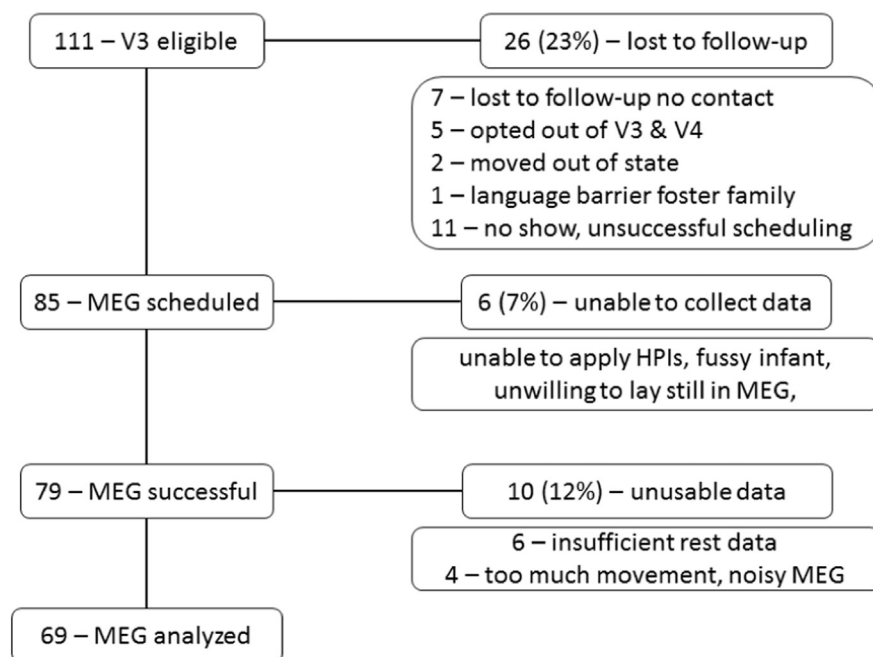 111 – V3 eligible
26 (23%) – lost to follow-up
7 – lost to follow-up no contact
5 – opted out of V3 & V4
2 – moved out of state
1 – language barrier foster family
11 – no show, unsuccessful scheduling
85 – MEG scheduled
6 (7%) – unable to collect data
unable to apply HPIs, fussy infant,
unwilling to lay still in MEG,
79 – MEG successful
10 (12%) – unusable data
6 – insufficient rest data
4 – too much movement, noisy MEG
69 – MEG analyzed